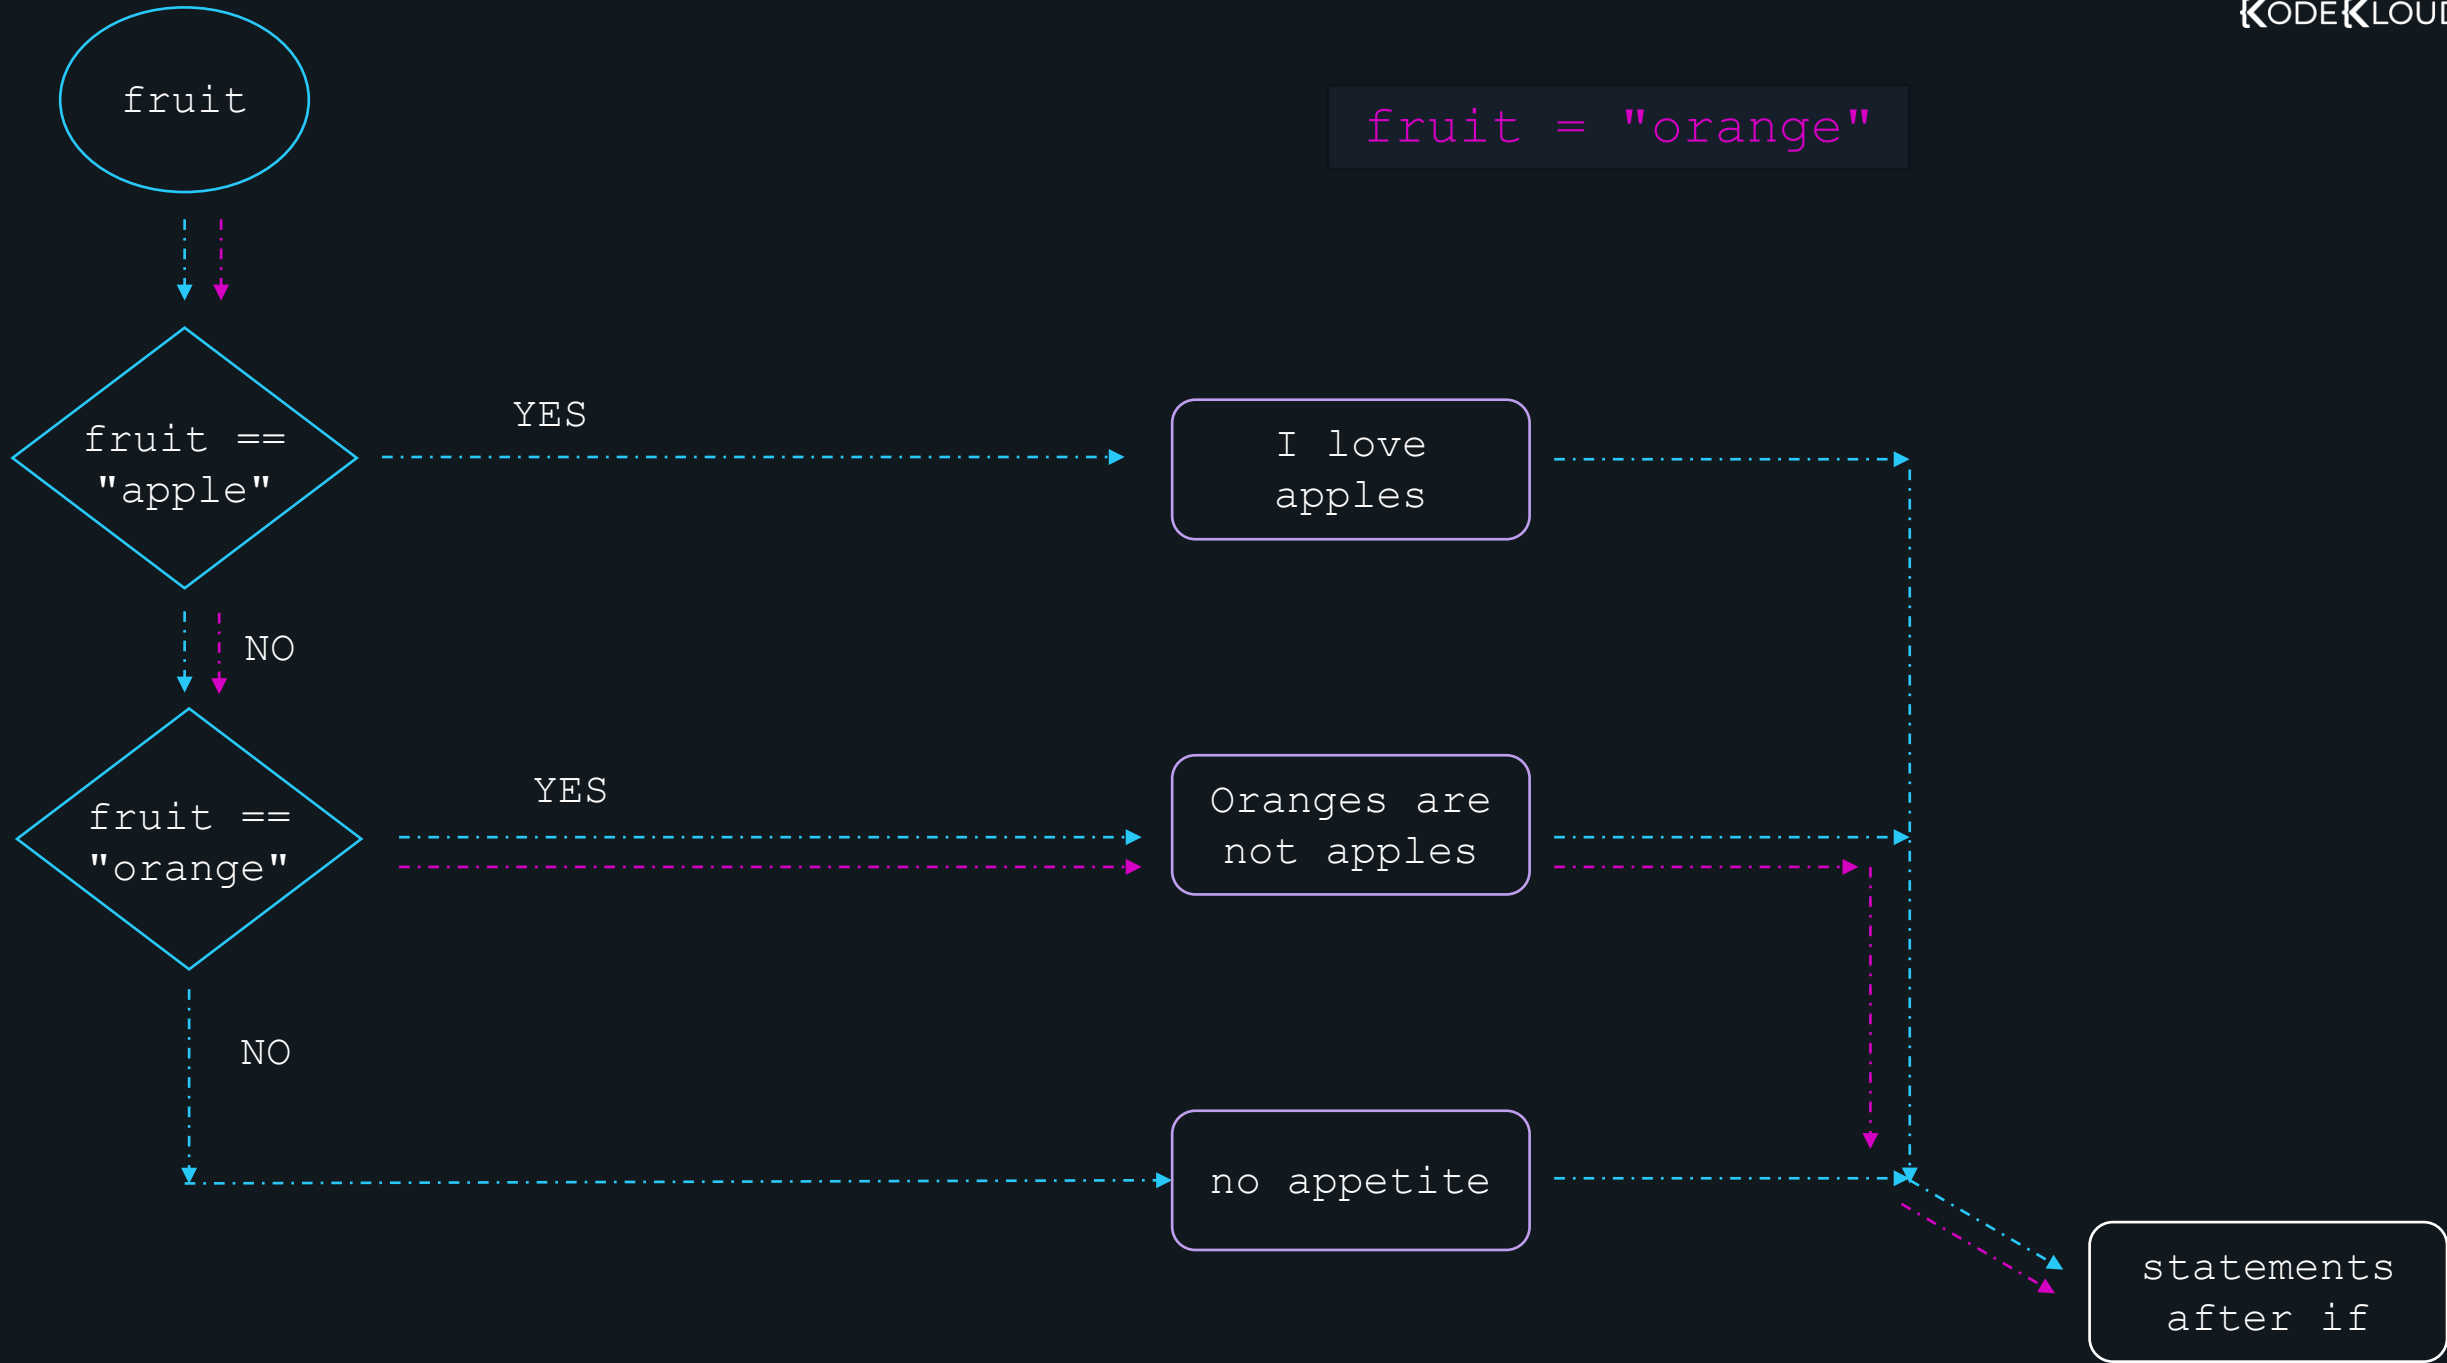 KODEKLOUD
fruit
fruit = "orange"
fruit ==
"apple"
YES
I love
apples
NO
fruit ==
"orange"
YES
Oranges are
not apples
NO
no appetite
statements
after if